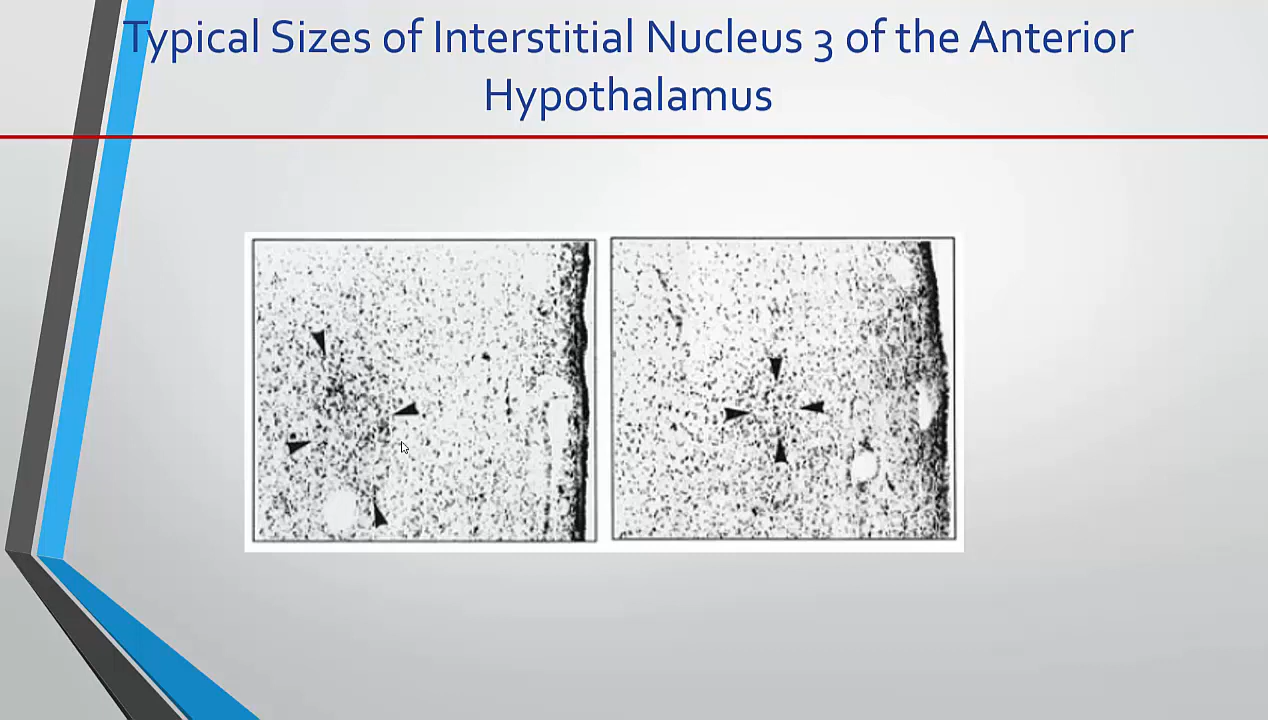 Typical Sizes of Interstitial Nucleus 3 of the Anterior
Hypothalamus